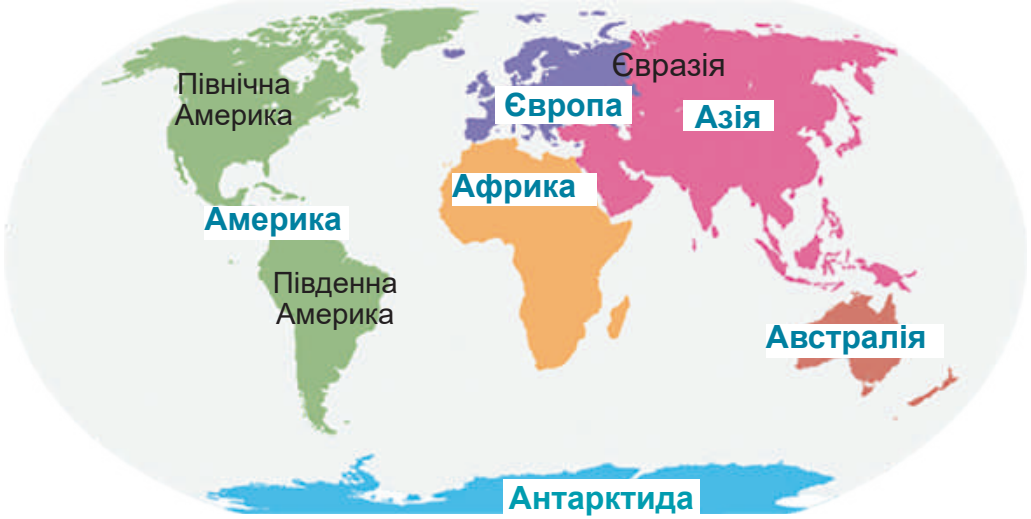 Північна
Америка
Євразія
Європа
Азія
Африка
Америка
Південна
Америка
Австралія
Антарктида